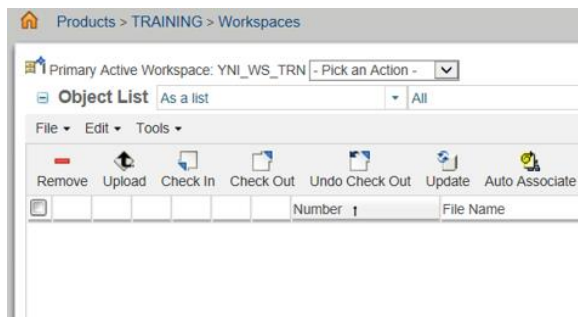 Products > TRAINING > Workspaces
Primary Active Workspace: YNI_WS_TRN - Pick an Action -
Object List As a list All
File Edit Tools
Remove Upload Check In Check Out Undo Check Out Update Auto Associate
Number File Name